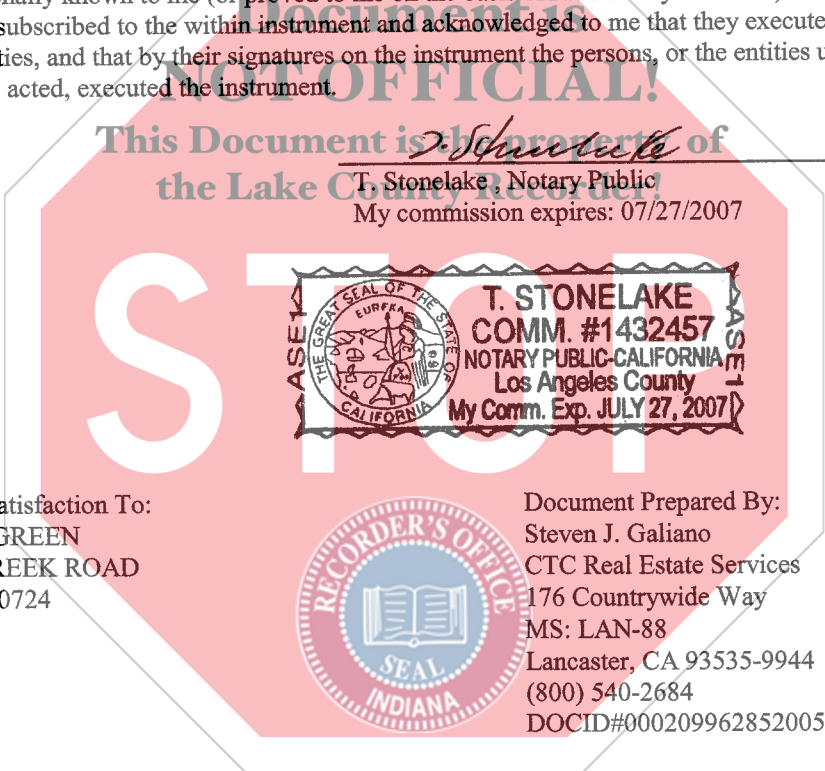 Document is
subscribed to the within instrument and acknowledged to me that they execute
ties, and that by their signatures on the instrument the persons, or the entities u
acted, executed the instrument.
NOT OFFICIAL!
This Document is the property of
the Lake County Recorder!
T. Stonelake , Notary Public
My commission expires: 07/27/2007
STOP
THE GREAT SEAL OF THE STATE OF CALIFORNIA
EUREKA
ASE1
T. STONELAKE
COMM. #1432457
NOTARY PUBLIC-CALIFORNIA
Los Angeles County
My Comm. Exp. JULY 27, 2007
ASE1
atisfaction To:
GREEN
REEK ROAD
0724
RECORDER'S OFFICE
SEAL
INDIANA
Document Prepared By:
Steven J. Galiano
CTC Real Estate Services
176 Countrywide Way
MS: LAN-88
Lancaster, CA 93535-9944
(800) 540-2684
DOCID#000209962852005